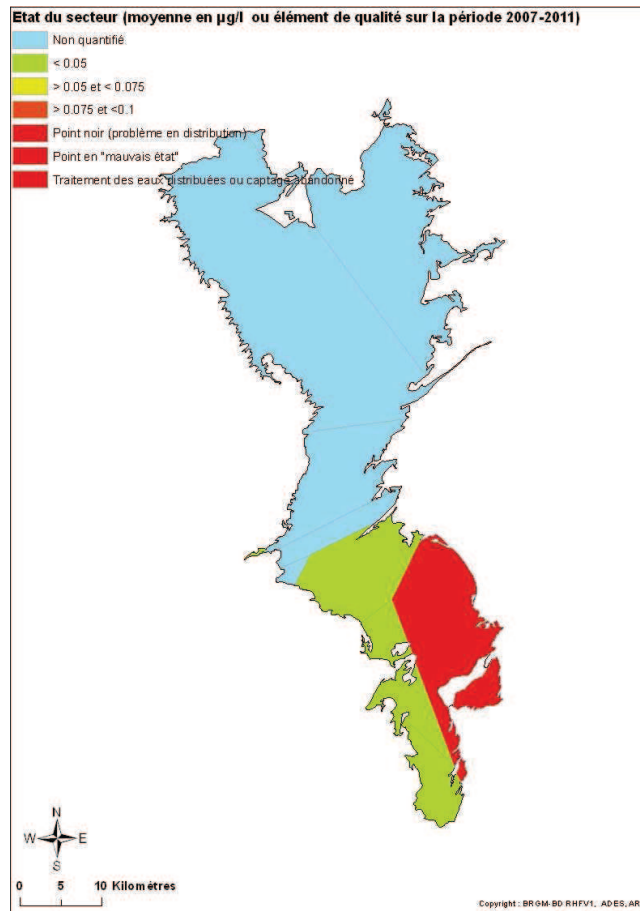 Etat du secteur (moyenne en µg/l ou élément de qualité sur la période 2007-2011)
Non quantifié
< 0.05
> 0.05 et < 0.075
> 0.075 et <0.1
Point noir (problème en distribution)
Point en "mauvais état"
Traitement des eaux distribuées ou captage abandonné
N
W E
S
0 5 10 Kilométres
Copyright : BRGM-BD RHFV1, ADES,AR